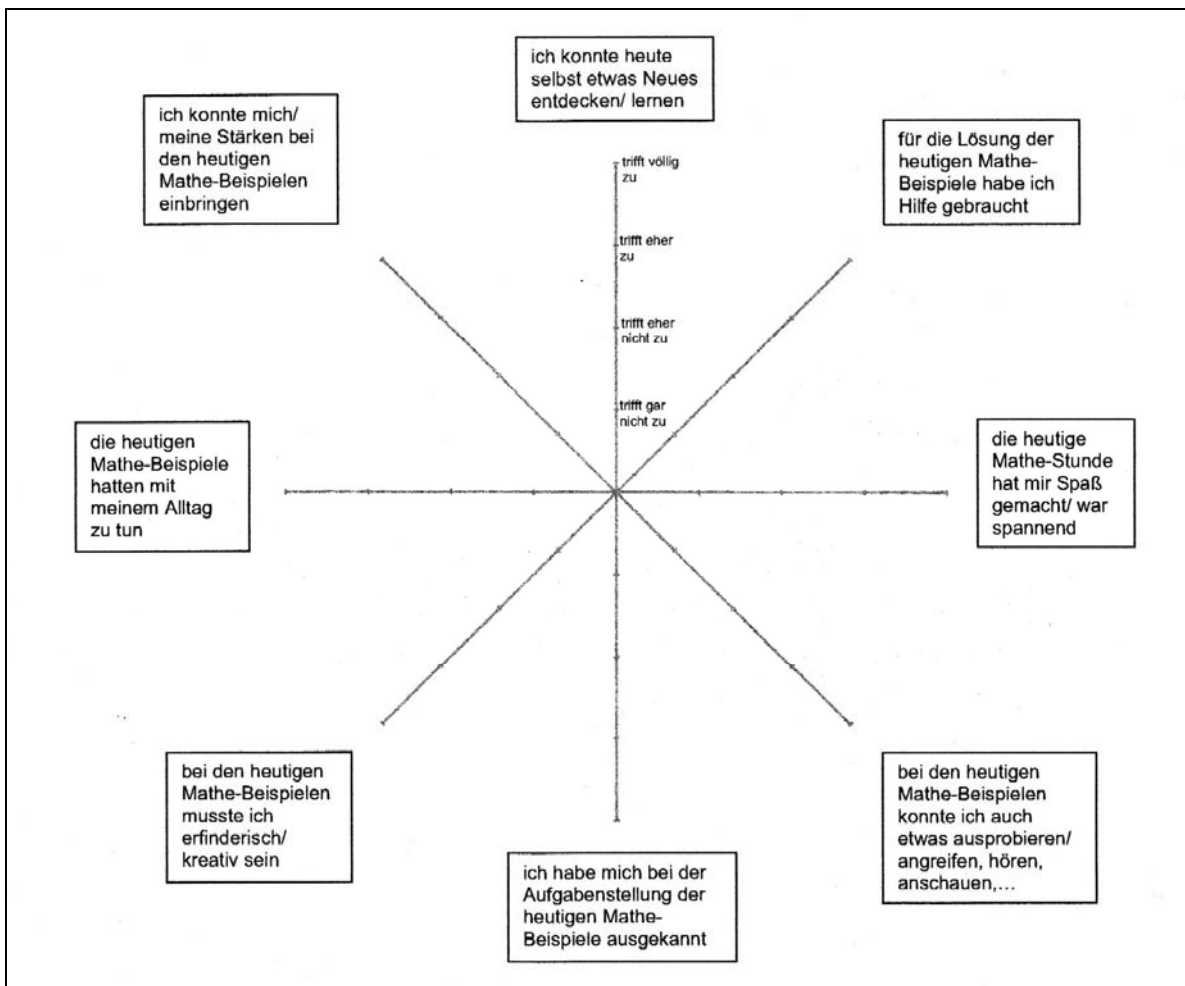 ich konnte heute
selbst etwas Neues
entdecken/ lernen
ich konnte mich/
meine Stärken bei
den heutigen
Mathe-Beispielen
einbringen
für die Lösung der
heutigen Mathe-
Beispiele habe ich
Hilfe gebraucht
trifft völlig
zu
trifft eher
zu
trifft eher
nicht zu
trifft gar
nicht zu
die heutigen
Mathe-Beispiele
hatten mit
meinem Alltag
zu tun
die heutige
Mathe-Stunde
hat mir Spaß
gemacht/ war
spannend
bei den heutigen
Mathe-Beispielen
musste ich
erfinderisch/
kreativ sein
ich habe mich bei der
Aufgabenstellung der
heutigen Mathe-
Beispiele ausgekannt
bei den heutigen
Mathe-Beispielen
konnte ich auch
etwas ausprobieren/
angreifen, hören,
anschauen,...